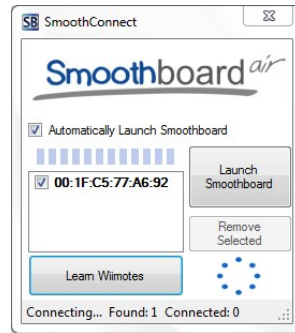 SB SmoothConnect
Smoothboard air
Automatically Launch Smoothboard
00:1F:C5:77:A6:92
Launch
Smoothboard
Remove
Selected
Learn Wiimotes
Connecting... Found: 1 Connected: 0